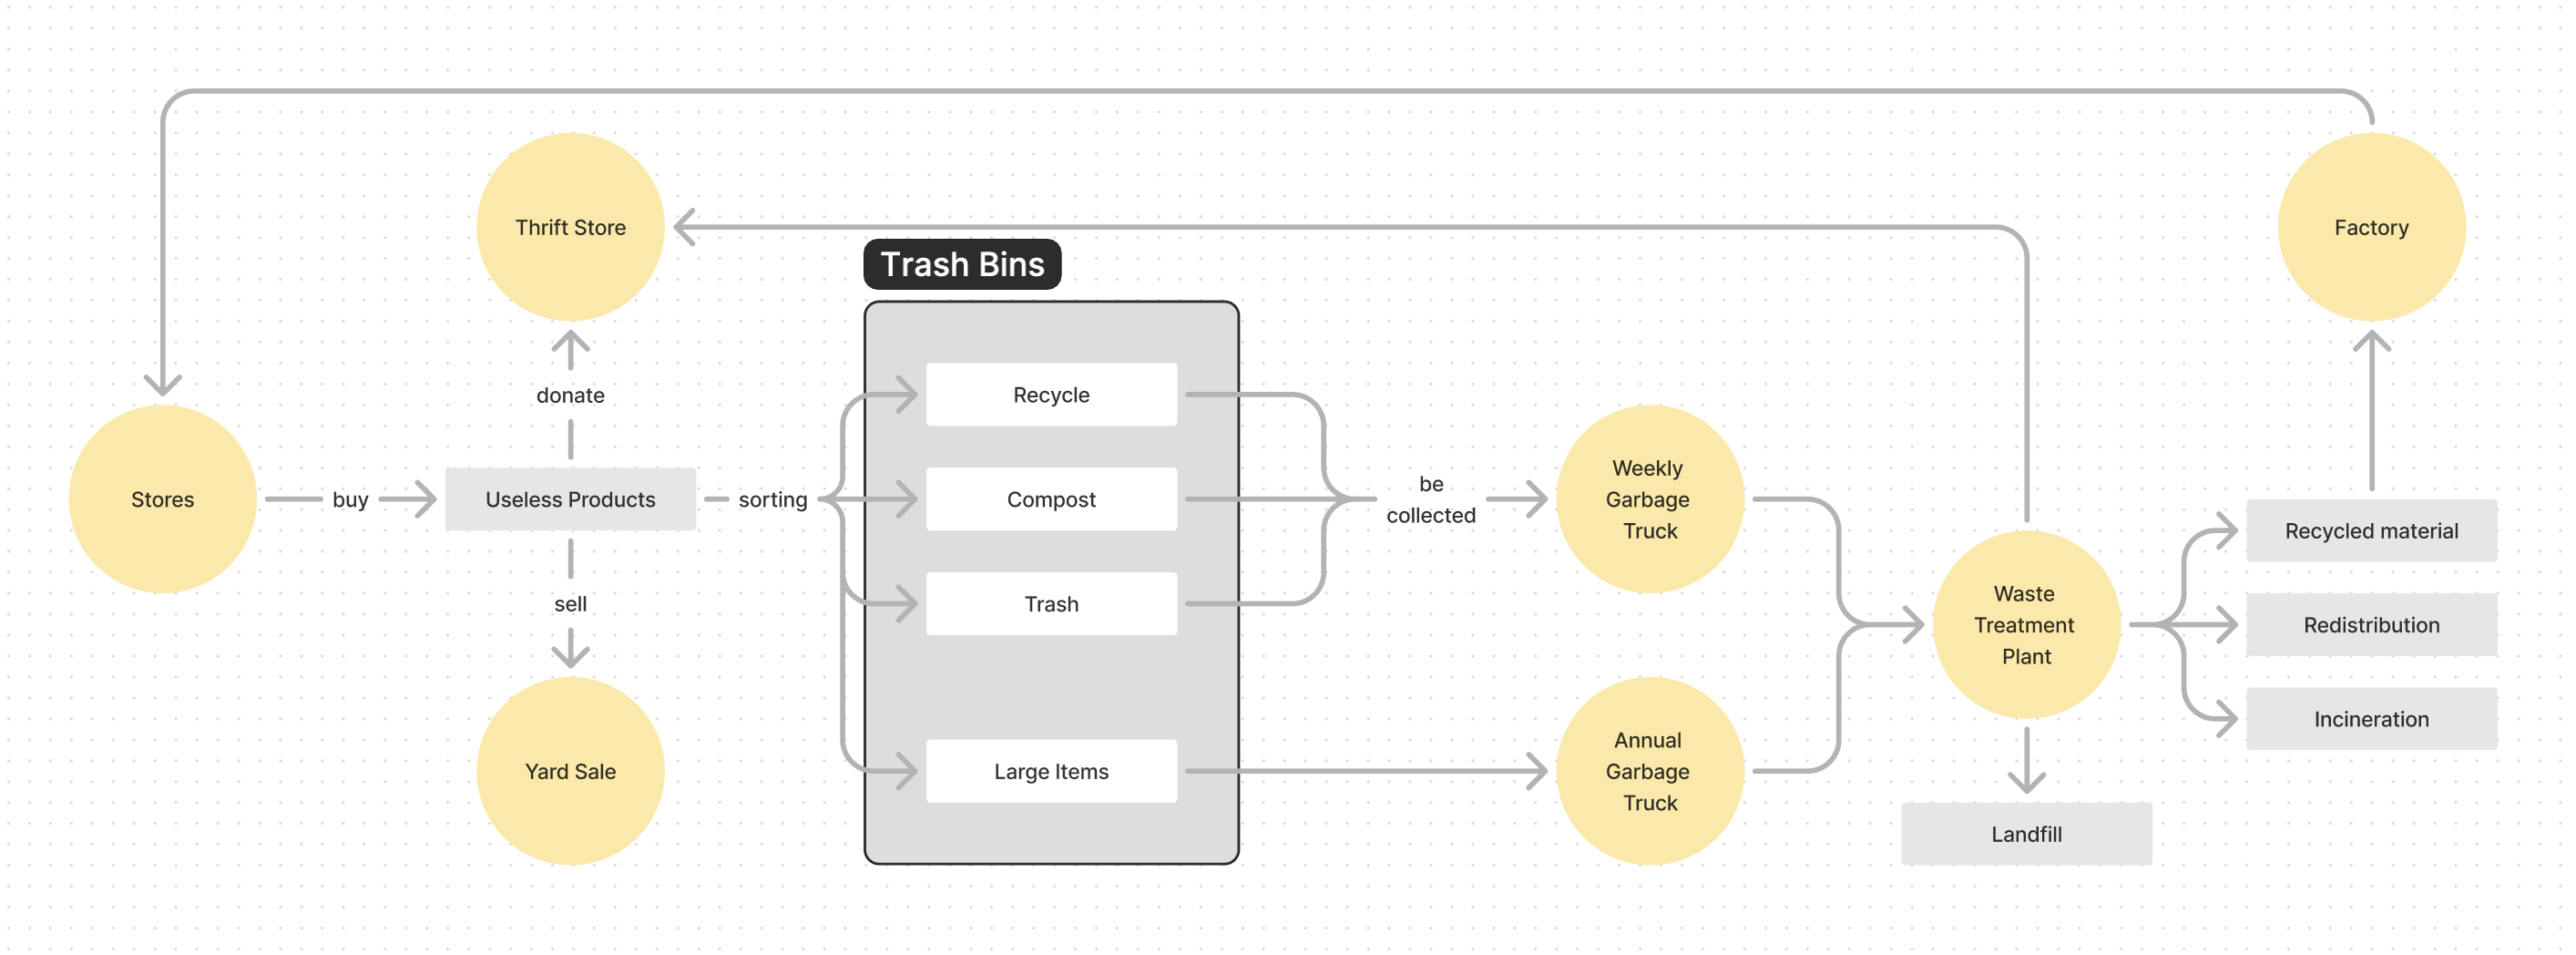 Thrift Store
Factory
Trash Bins
donate
Recycle
Stores
buy
Useless Products
sorting
Compost
be
collected
Weekly
Garbage
Truck
Recycled material
sell
Trash
Waste
Treatment
Plant
Redistribution
Incineration
Yard Sale
Large Items
Annual
Garbage
Truck
Landfill